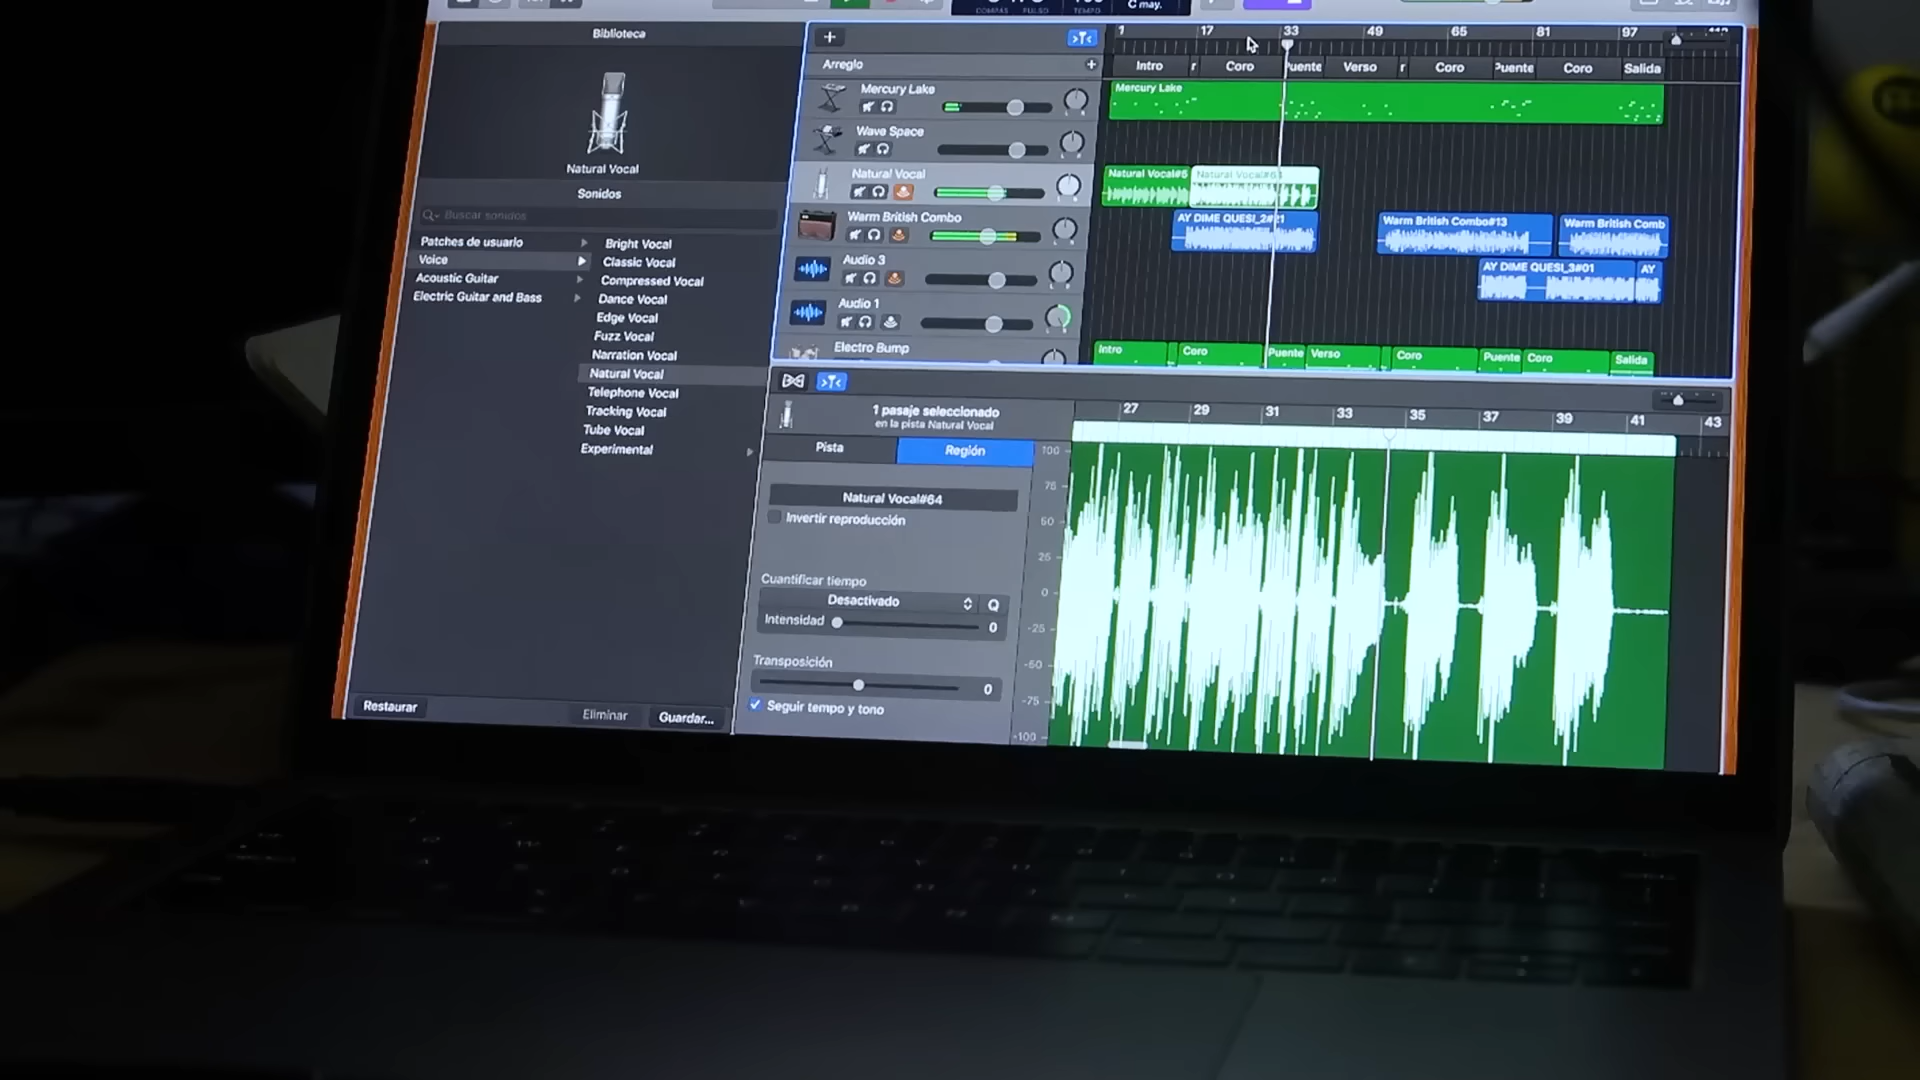 COMPÁS PULSO TEMPO
C may.
Biblioteca
Natural Vocal
Sonidos
Buscar sonidos
Patches de usuario
Voice
Acoustic Guitar
Electric Guitar and Bass
Bright Vocal
Classic Vocal
Compressed Vocal
Dance Vocal
Edge Vocal
Fuzz Vocal
Narration Vocal
Natural Vocal
Telephone Vocal
Tracking Vocal
Tube Vocal
Experimental
Restaurar
Eliminar
Guardar...
1 17 33 49 65 81 97
Arreglo
Intro r Coro Puente Verso r Coro Puente Coro Salida
Mercury Lake
Mercury Lake
Wave Space
Natural Vocal
Natural Vocal#6
Warm British Combo
AY DIME QUESI_2#21
Warm British Combo#13
Warm British Comb
Audio 3
AY DIME QUESI_3#01
AY
Audio 1
Electro Bump
Intro Coro Puente Verso Coro Puente Coro Salida
1 pasaje seleccionado
en la pista Natural Vocal
27 29 31 33 35 37 39 41 43
Pista
Región
Natural Vocal#64
Invertir reproducción
Cuantificar tiempo
Desactivado
Q
Intensidad
0
Transposición
0
Seguir tempo y tono
100
75
50
25
0
-25
-50
-75
-100